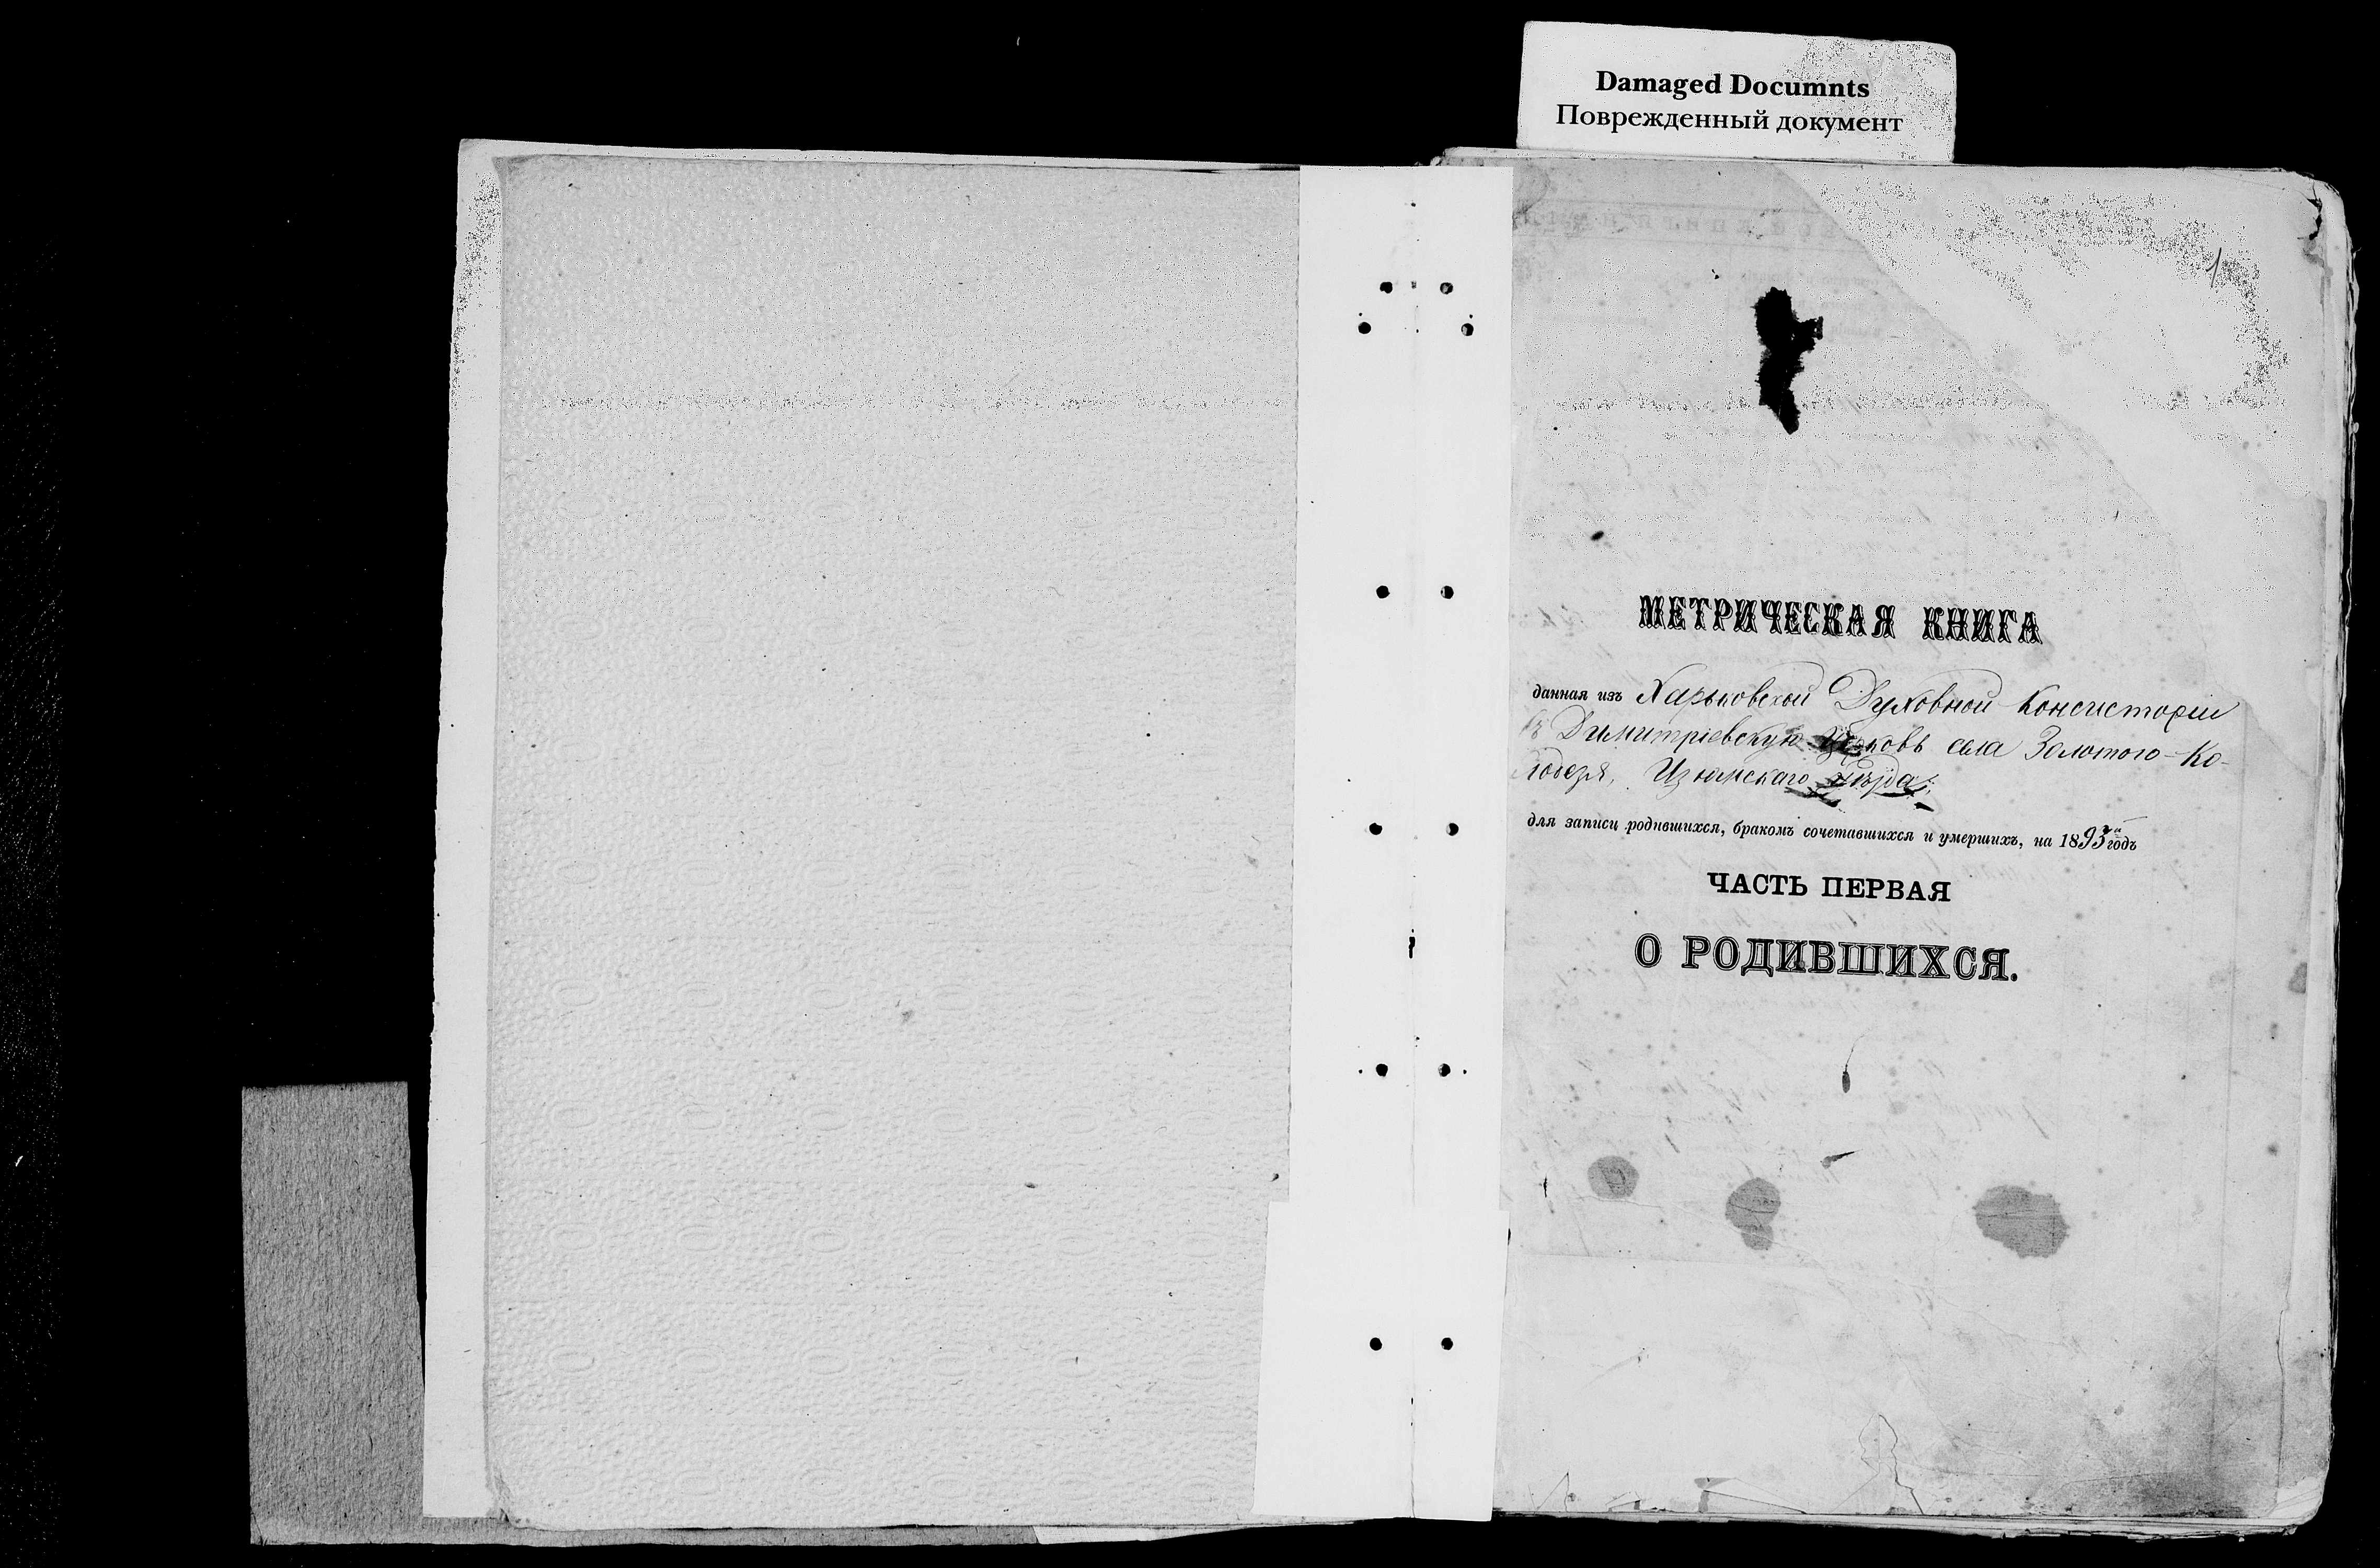 Damaged Documnts
Поврежденный документ
1
МЕТРИЧЕСКАЯ КНИГА
данная изъ Харьковской Духовной Консисторіи
въ Димитріевскую Церковь села Золотого-Ко-
лодезя, Изюмскаго уѣзда,
для записи родившихся, бракомъ сочетавшихся и умершихъ, на 1893й годъ
ЧАСТЬ ПЕРВАЯ
О РОДИВШИХСЯ.